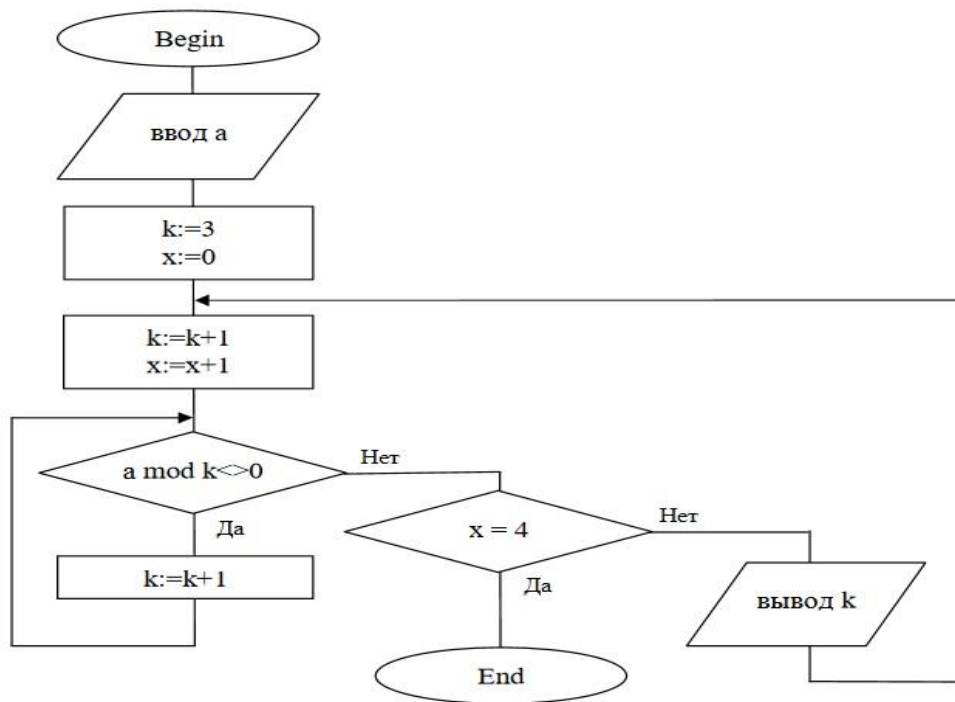 Begin
ввод a
k:=3
x:=0
k:=k+1
x:=x+1
a mod k<>0
Нет
Да
k:=k+1
x = 4
Нет
Да
вывод k
End